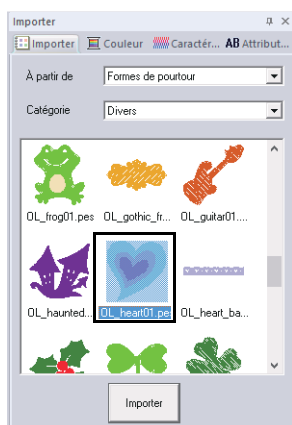 Importer
Importer Couleur Caractér... AB Attribut...
À partir de Formes de pourtour
Catégorie Divers
OL_frog01.pes OL_gothic_fr... OL_guitar01....
OL_haunted... OL_heart01.pes OL_heart_ba...
Importer